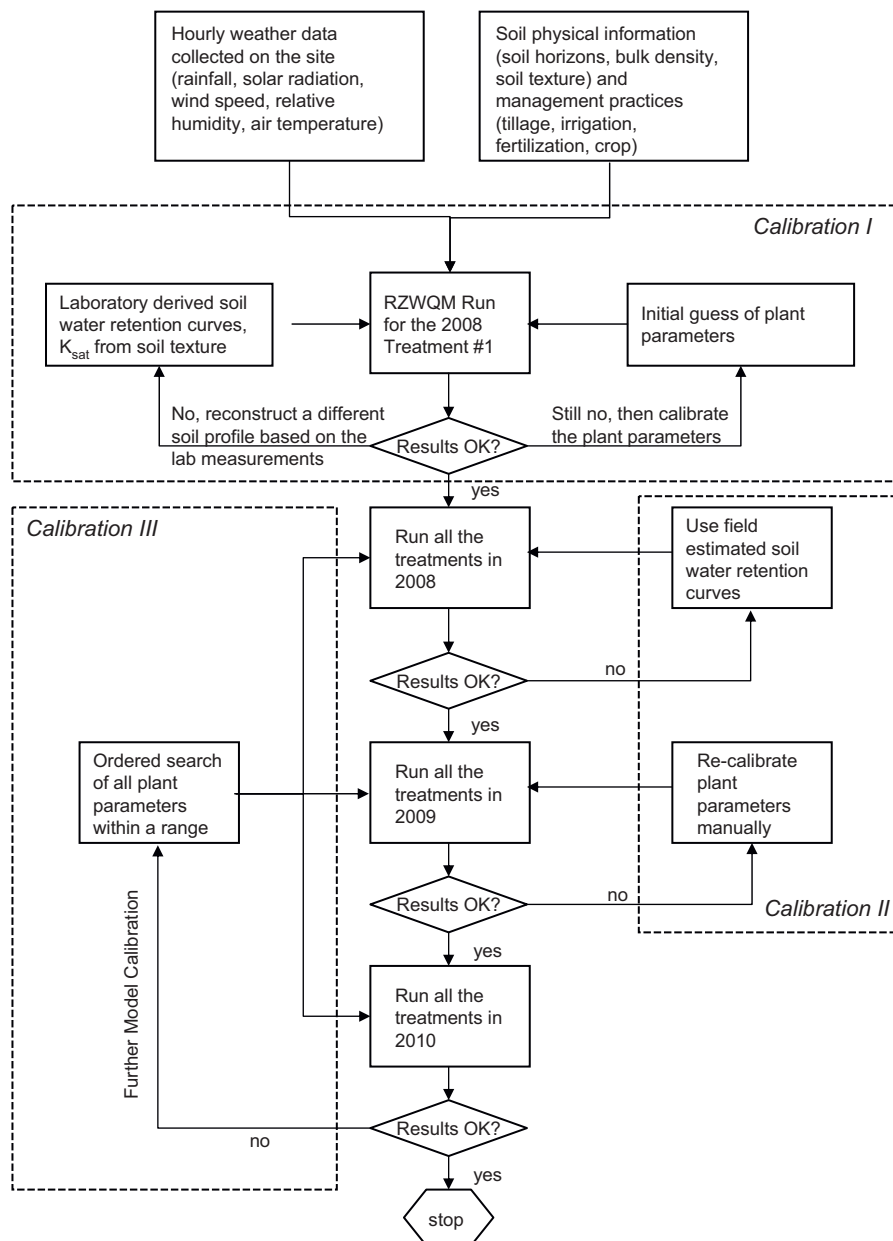 Hourly weather data
collected on the site
(rainfall, solar radiation,
wind speed, relative
humidity, air temperature)
Soil physical information
(soil horizons, bulk density,
soil texture) and
management practices
(tillage, irrigation,
fertilization, crop)
Calibration I
Laboratory derived soil
water retention curves,
Ksat from soil texture
RZWQM Run
for the 2008
Treatment #1
Initial guess of plant
parameters
No, reconstruct a different
soil profile based on the
lab measurements
Results OK?
Still no, then calibrate
the plant parameters
yes
Calibration III
Run all the
treatments in
2008
Use field
estimated soil
water retention
curves
Results OK?
no
yes
Ordered search
of all plant
parameters
within a range
Run all the
treatments in
2009
Re-calibrate
plant
parameters
manually
Results OK?
no
Calibration II
yes
Further Model Calibration
Run all the
treatments in
2010
Results OK?
no
yes
stop